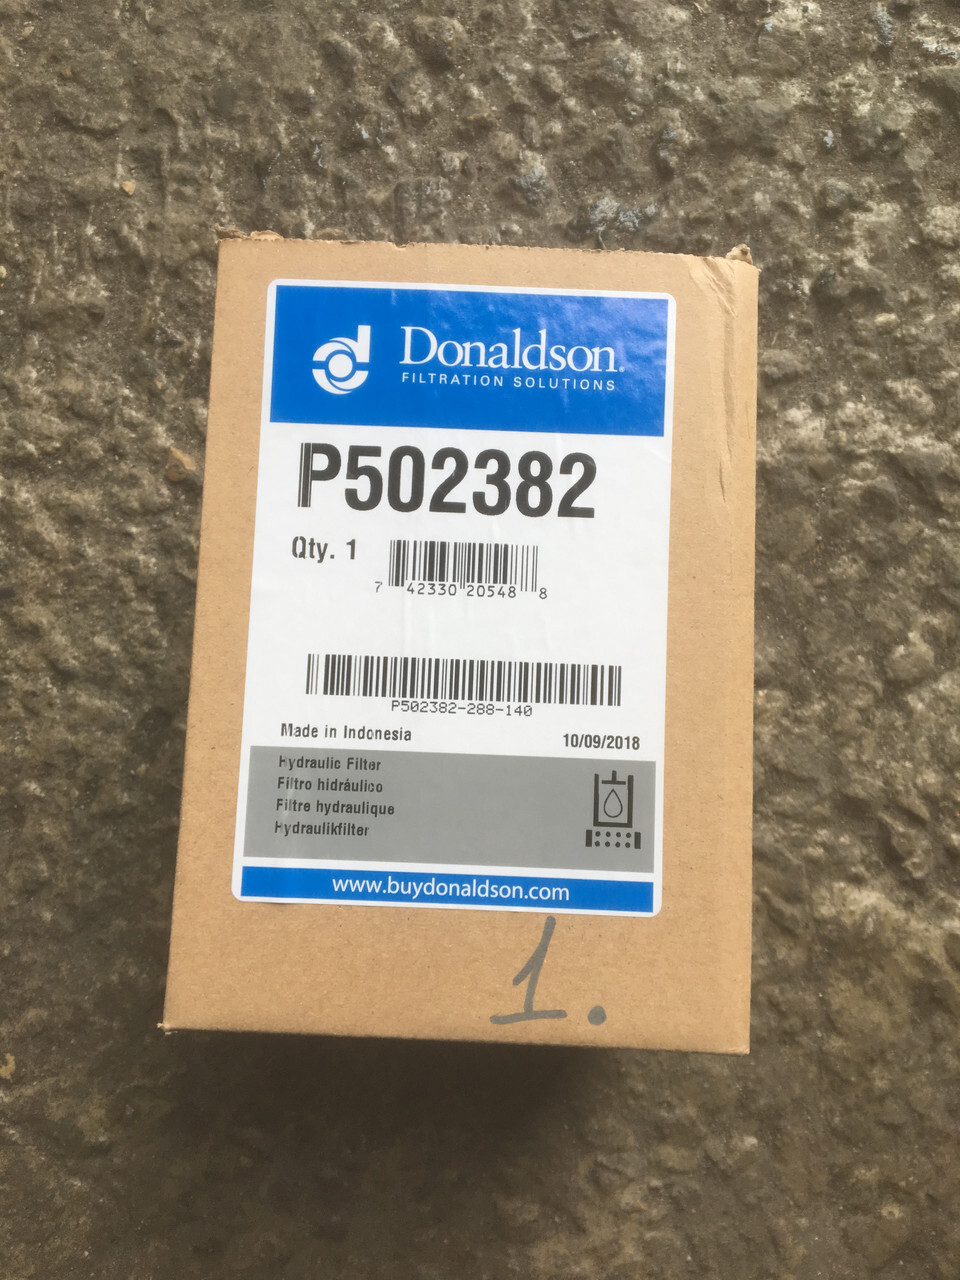 Donaldson®
FILTRATION SOLUTIONS
P502382
Qty. 1
7 42330 20548 8
P502382-288-140
Made in Indonesia
10/09/2018
Hydraulic Filter
Filtro hidráulico
Filtre hydraulique
Hydraulikfilter
www.buydonaldson.com
1.